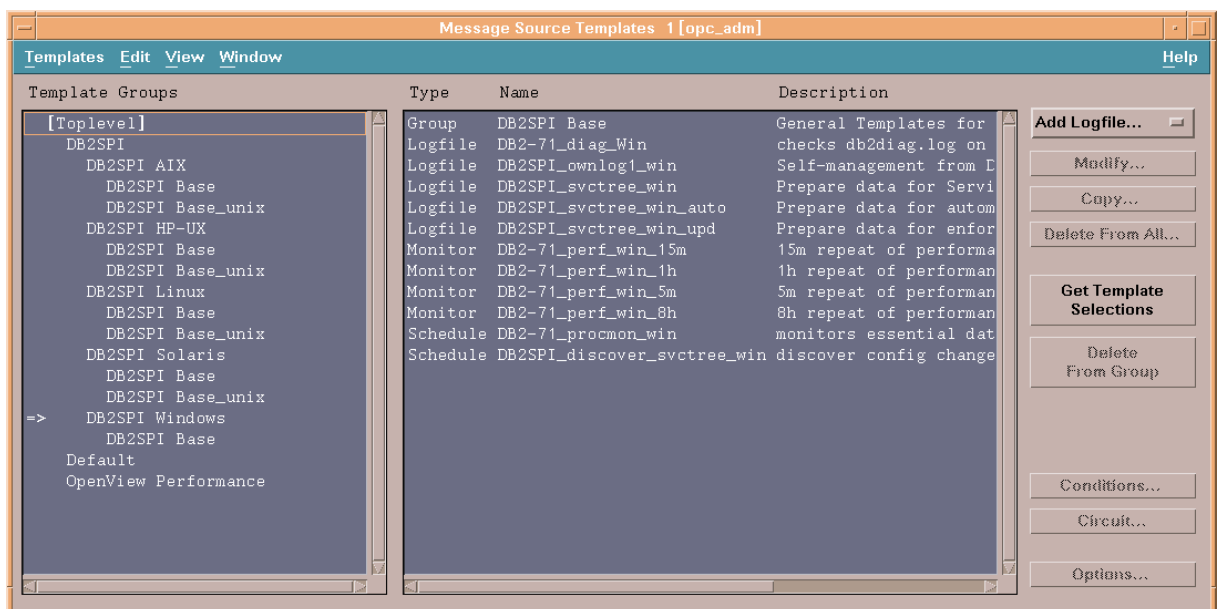 Message Source Templates 1 [opc_adm]
Templates Edit View Window Help
Template Groups
[Toplevel]
DB2SPI
DB2SPI AIX
DB2SPI Base
DB2SPI Base_unix
DB2SPI HP-UX
DB2SPI Base
DB2SPI Base_unix
DB2SPI Linux
DB2SPI Base
DB2SPI Base_unix
DB2SPI Solaris
DB2SPI Base
DB2SPI Base_unix
=> DB2SPI Windows
DB2SPI Base
Default
OpenView Performance
Type Name Description
Group DB2SPI Base General Templates for
Logfile DB2-71_diag_Win checks db2diag.log on
Logfile DB2SPI_ownlog1_win Self-management from D
Logfile DB2SPI_svctree_win Prepare data for Servi
Logfile DB2SPI_svctree_win_auto Prepare data for autom
Logfile DB2SPI_svctree_win_upd Prepare data for enfor
Monitor DB2-71_perf_win_15m 15m repeat of performa
Monitor DB2-71_perf_win_1h 1h repeat of performan
Monitor DB2-71_perf_win_5m 5m repeat of performan
Monitor DB2-71_perf_win_8h 8h repeat of performan
Schedule DB2-71_procmon_win monitors essential dat
Schedule DB2SPI_discover_svctree_win discover config change
Add Logfile...
Modify...
Copy...
Delete From All...
Get Template
Selections
Delete
From Group
Conditions...
Circuit...
Options...